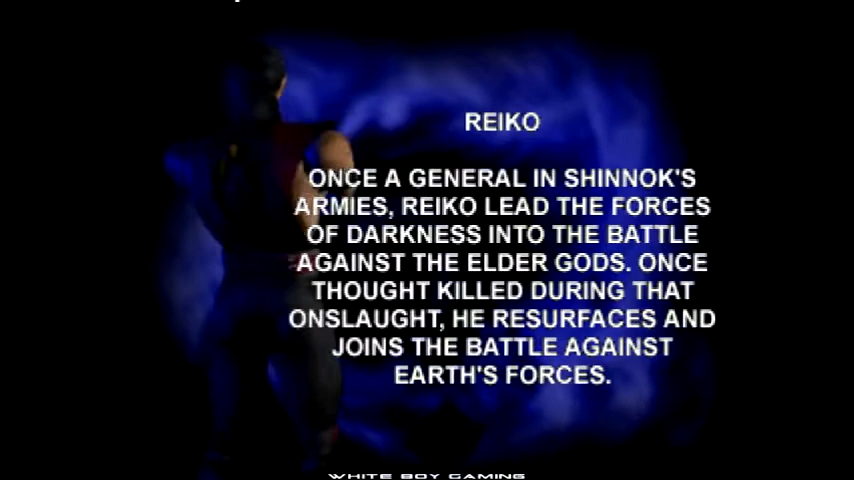 REIKO
ONCE A GENERAL IN SHINNOK'S
ARMIES, REIKO LEAD THE FORCES
OF DARKNESS INTO THE BATTLE
AGAINST THE ELDER GODS. ONCE
THOUGHT KILLED DURING THAT
ONSLAUGHT, HE RESURFACES AND
JOINS THE BATTLE AGAINST
EARTH'S FORCES.
WHITE BOY GAMING